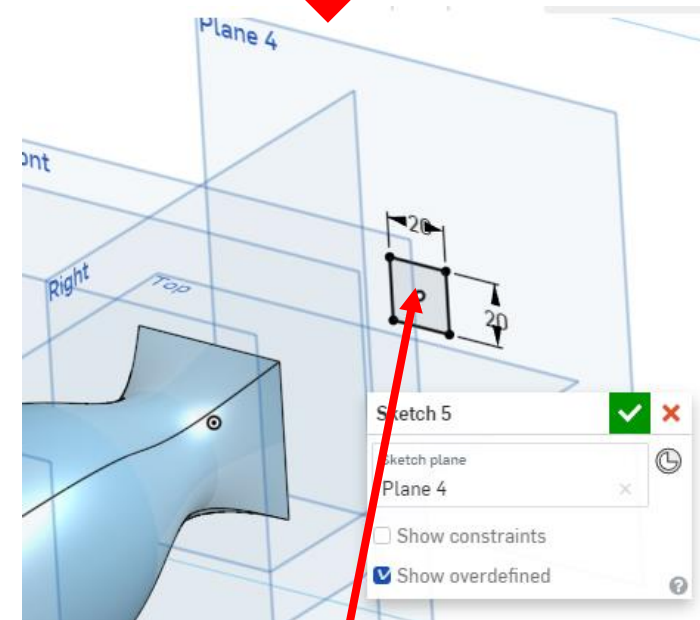 Plane 4
ont
Right
Top
20
20
Sketch 5
Sketch plane
Plane 4
Show constraints
Show overdefined